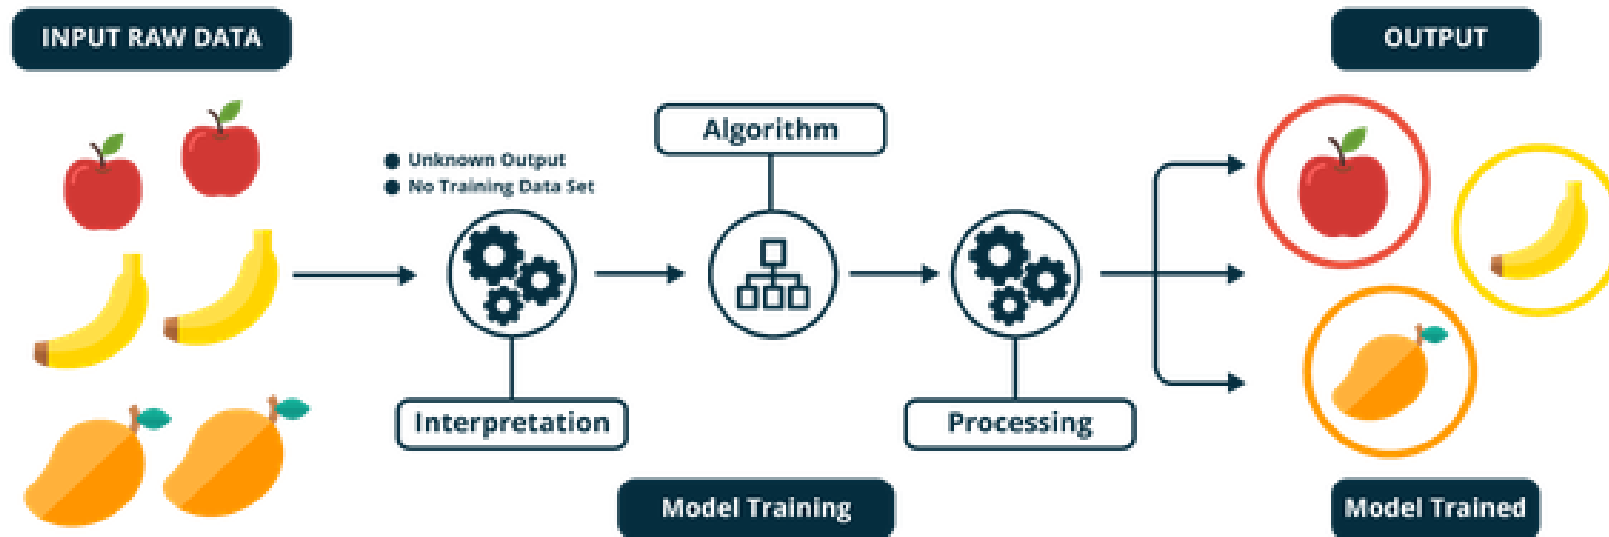 INPUT RAW DATA
OUTPUT
Algorithm
Unknown Output
No Training Data Set
Interpretation
Processing
Model Training
Model Trained